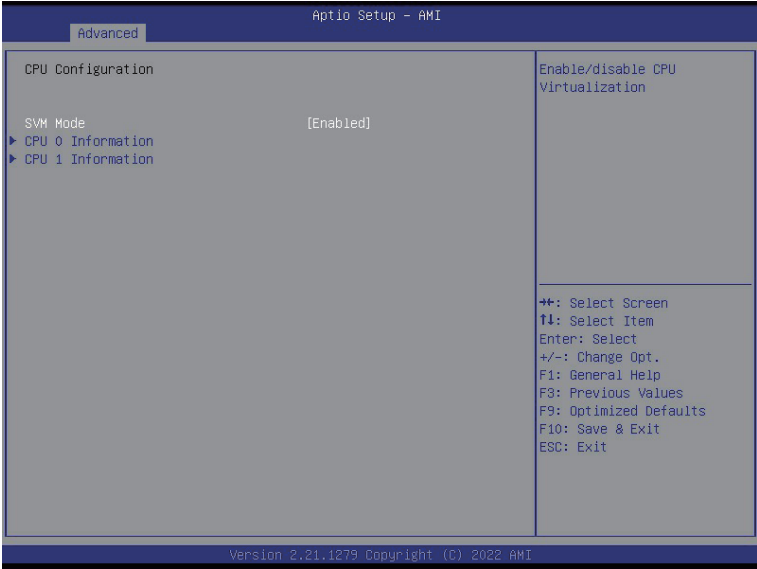 Aptio Setup – AMI
Advanced
CPU Configuration
SVM Mode [Enabled]
CPU 0 Information
CPU 1 Information
Enable/disable CPU
Virtualization
→←: Select Screen
↑↓: Select Item
Enter: Select
+/-: Change Opt.
F1: General Help
F3: Previous Values
F9: Optimized Defaults
F10: Save & Exit
ESC: Exit
Version 2.21.1279 Copyright (C) 2022 AMI